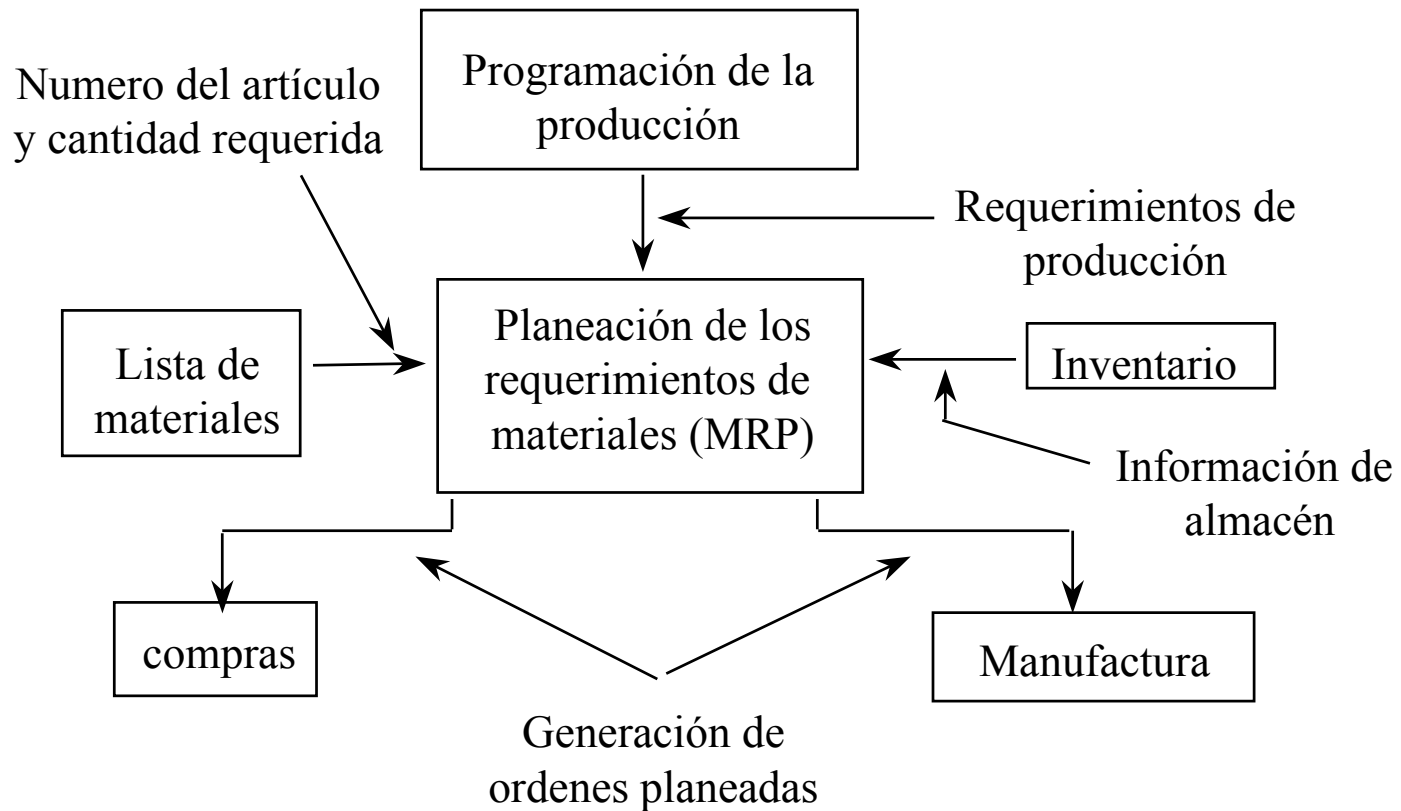 Numero del artículo
y cantidad requerida
Programación de la
producción
Requerimientos de
producción
Lista de
materiales
Planeación de los
requerimientos de
materiales (MRP)
Inventario
Información de
almacén
compras
Manufactura
Generación de
ordenes planeadas